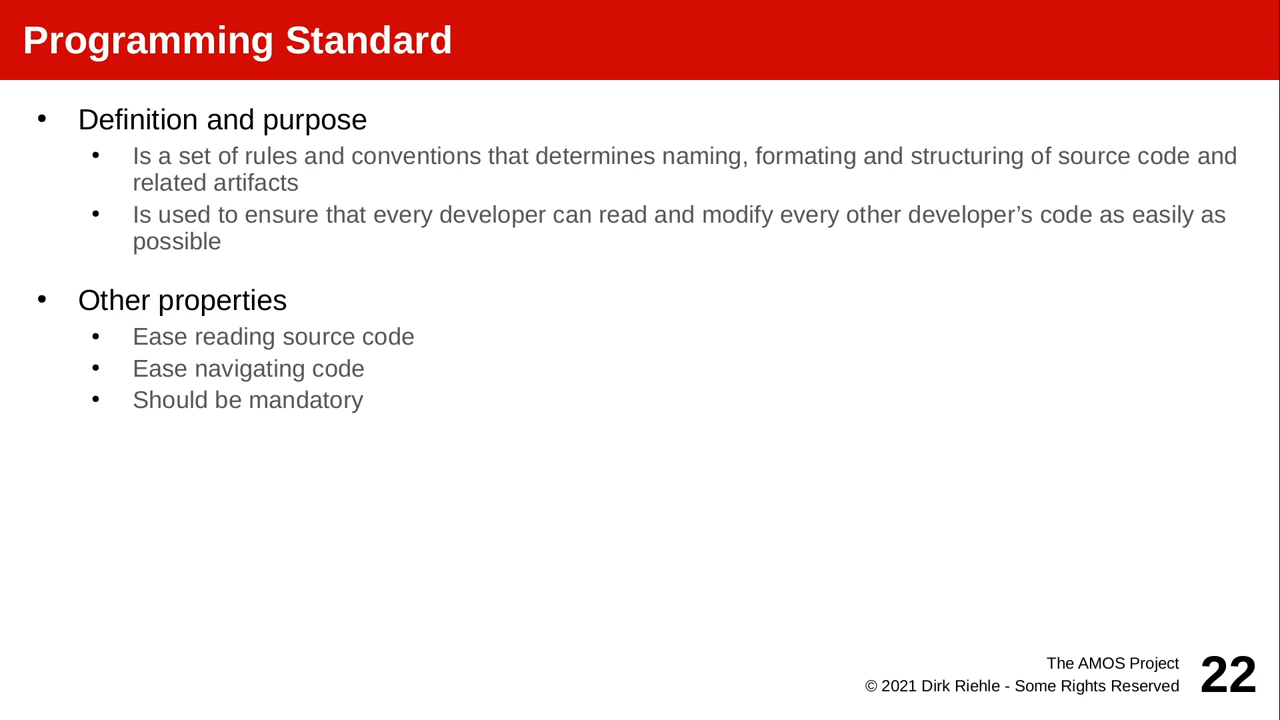 Programming Standard
• Definition and purpose
• Is a set of rules and conventions that determines naming, formating and structuring of source code and
related artifacts
• Is used to ensure that every developer can read and modify every other developer’s code as easily as
possible
• Other properties
• Ease reading source code
• Ease navigating code
• Should be mandatory
The AMOS Project
© 2021 Dirk Riehle - Some Rights Reserved
22